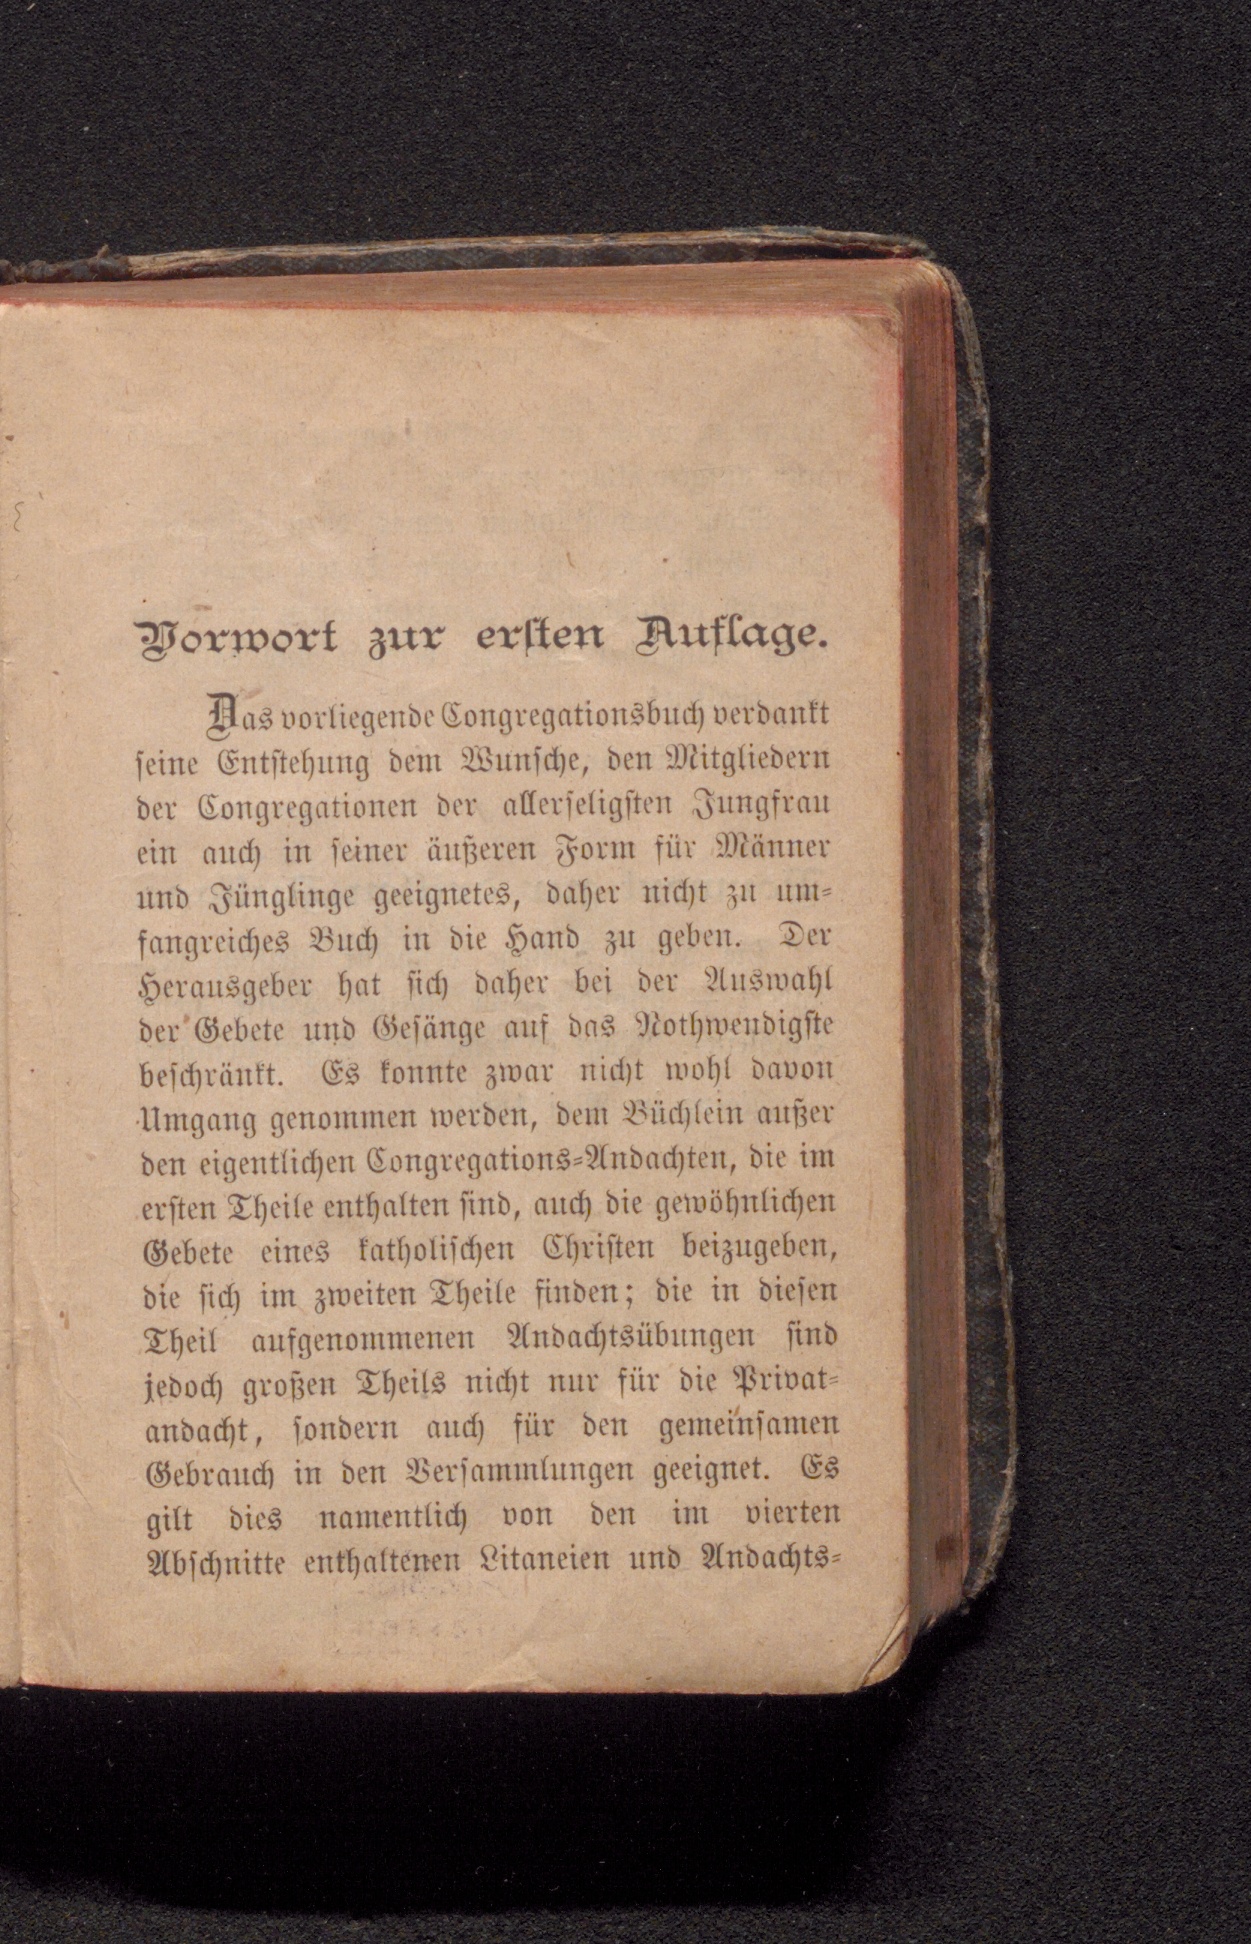 Vorwort zur ersten Auflage.
Das vorliegende Congregationsbuch verdankt
seine Entstehung dem Wunsche, den Mitgliedern
der Congregationen der allerseligsten Jungfrau
ein auch in seiner äußeren Form für Männer
und Jünglinge geeignetes, daher nicht zu um-
fangreiches Buch in die Hand zu geben. Der
Herausgeber hat sich daher bei der Auswahl
der Gebete und Gesänge auf das Nothwendigste
beschränkt. Es konnte zwar nicht wohl davon
Umgang genommen werden, dem Büchlein außer
den eigentlichen Congregations-Andachten, die im
ersten Theile enthalten sind, auch die gewöhnlichen
Gebete eines katholischen Christen beizugeben,
die sich im zweiten Theile finden; die in diesen
Theil aufgenommenen Andachtsübungen sind
jedoch großen Theils nicht nur für die Privat-
andacht, sondern auch für den gemeinsamen
Gebrauch in den Versammlungen geeignet. Es
gilt dies namentlich von den im vierten
Abschnitte enthaltenen Litaneien und Andachts-